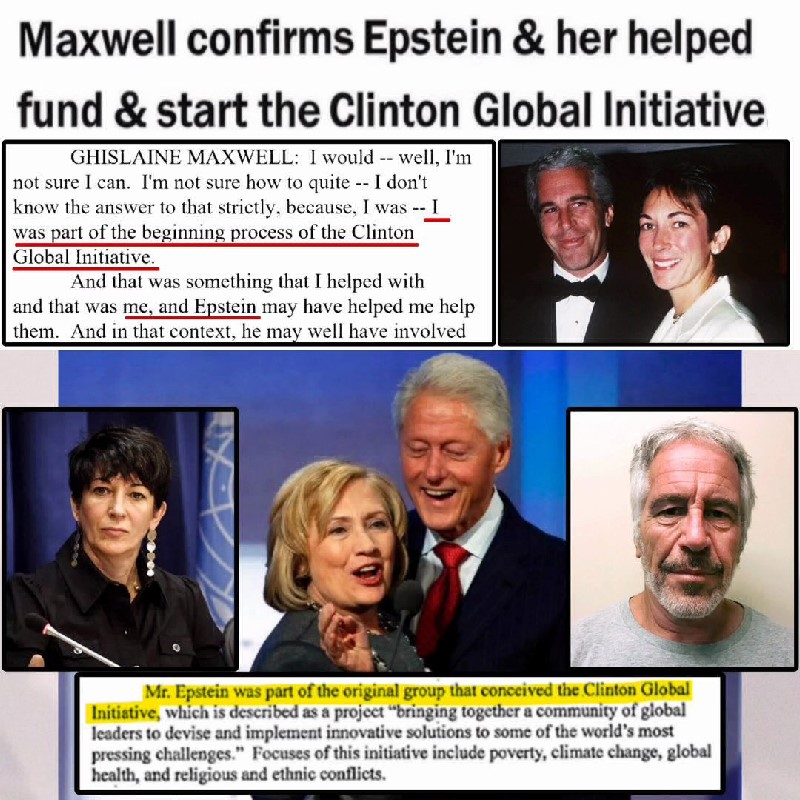 Maxwell confirms Epstein & her helped
fund & start the Clinton Global Initiative
GHISLAINE MAXWELL: I would -- well, I'm
not sure I can. I'm not sure how to quite -- I don't
know the answer to that strictly, because, I was -- I
was part of the beginning process of the Clinton
Global Initiative.
And that was something that I helped with
and that was me, and Epstein may have helped me help
them. And in that context, he may well have involved
Mr. Epstein was part of the original group that conceived the Clinton Global
Initiative, which is described as a project “bringing together a community of global
leaders to devise and implement innovative solutions to some of the world's most
pressing challenges.” Focuses of this initiative include poverty, climate change, global
health, and religious and ethnic conflicts.